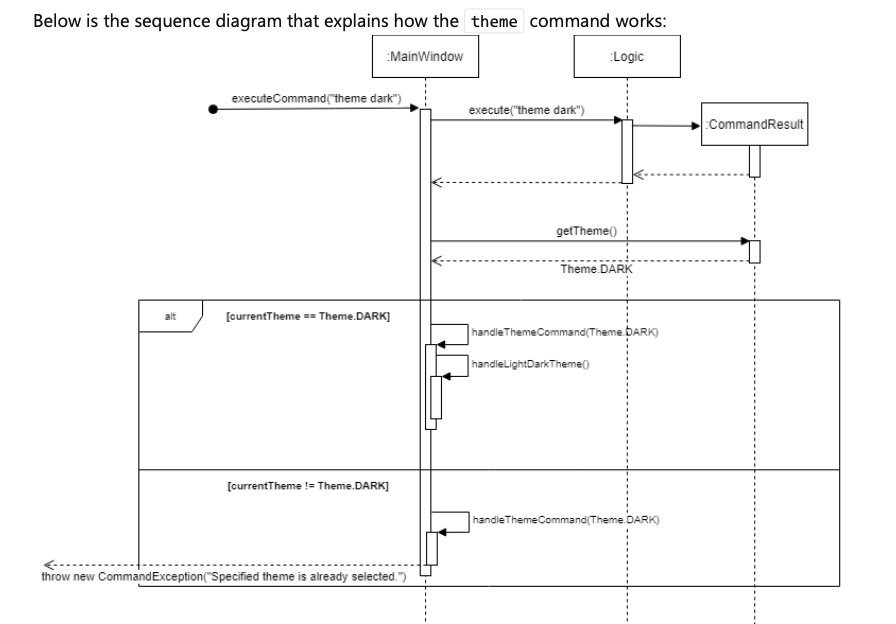 Below is the sequence diagram that explains how the theme command works:
:MainWindow
:Logic
executeCommand("theme dark")
execute("theme dark")
:CommandResult
getTheme()
Theme.DARK
alt
[currentTheme == Theme.DARK]
handleThemeCommand(Theme.DARK)
handleLightDarkTheme()
[currentTheme != Theme.DARK]
handleThemeCommand(Theme.DARK)
throw new CommandException("Specified theme is already selected.")